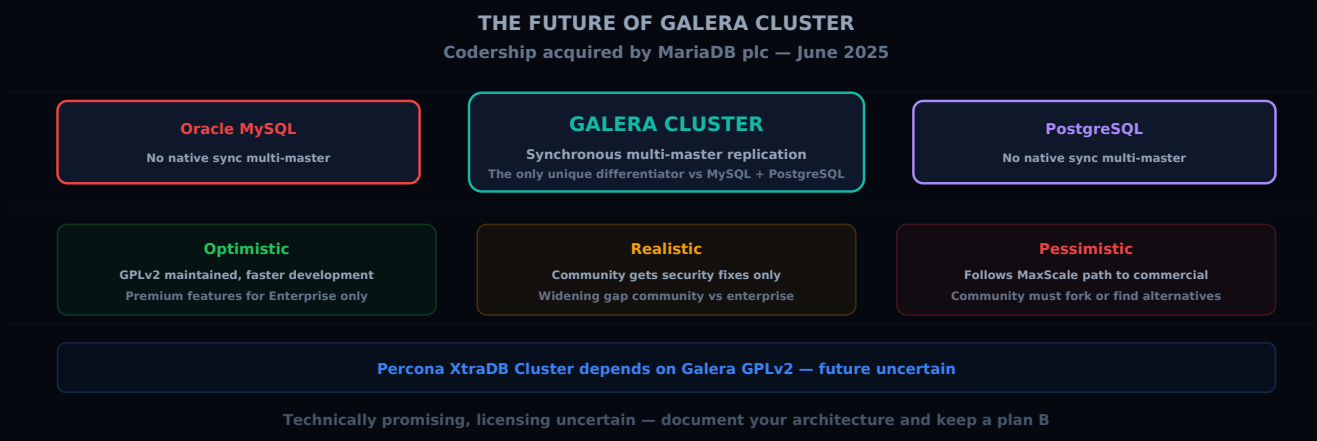 THE FUTURE OF GALERA CLUSTER
Codership acquired by MariaDB plc — June 2025
Oracle MySQL
No native sync multi-master
GALERA CLUSTER
Synchronous multi-master replication
The only unique differentiator vs MySQL + PostgreSQL
PostgreSQL
No native sync multi-master
Optimistic
GPLv2 maintained, faster development
Premium features for Enterprise only
Realistic
Community gets security fixes only
Widening gap community vs enterprise
Pessimistic
Follows MaxScale path to commercial
Community must fork or find alternatives
Percona XtraDB Cluster depends on Galera GPLv2 — future uncertain
Technically promising, licensing uncertain — document your architecture and keep a plan B